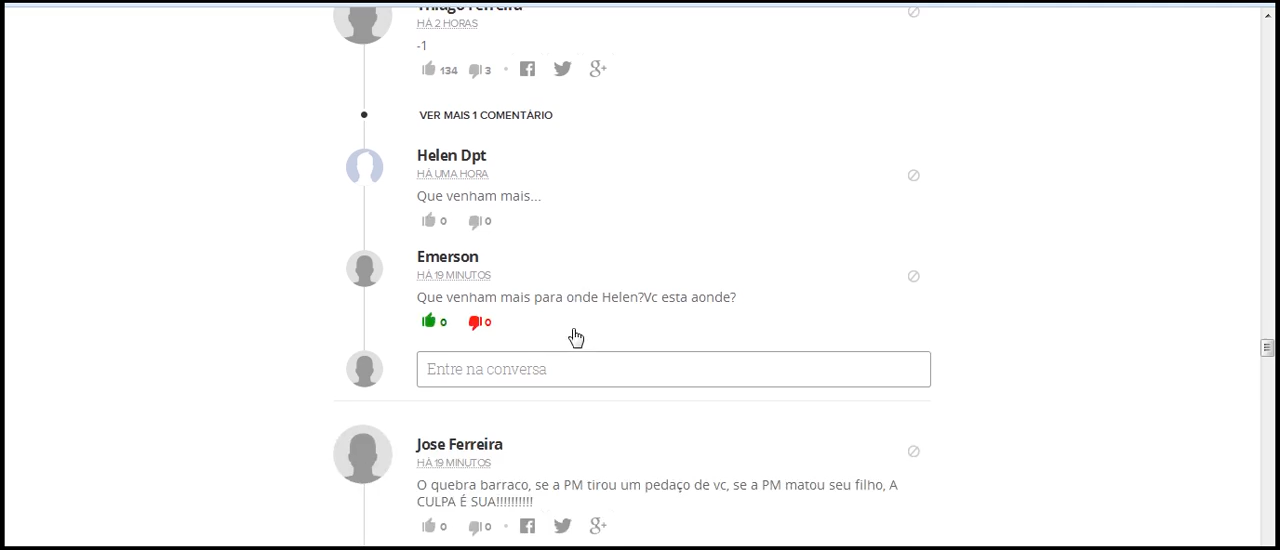 Thiago Ferreira
HÁ 2 HORAS
-1
134 3
VER MAIS 1 COMENTÁRIO
Helen Dpt
HÁ UMA HORA
Que venham mais...
0 0
Emerson
HÁ 19 MINUTOS
Que venham mais para onde Helen?Vc esta aonde?
0 0
Entre na conversa
Jose Ferreira
HÁ 19 MINUTOS
O quebra barraco, se a PM tirou um pedaço de vc, se a PM matou seu filho, A
CULPA É SUA!!!!!!!!!!
0 0